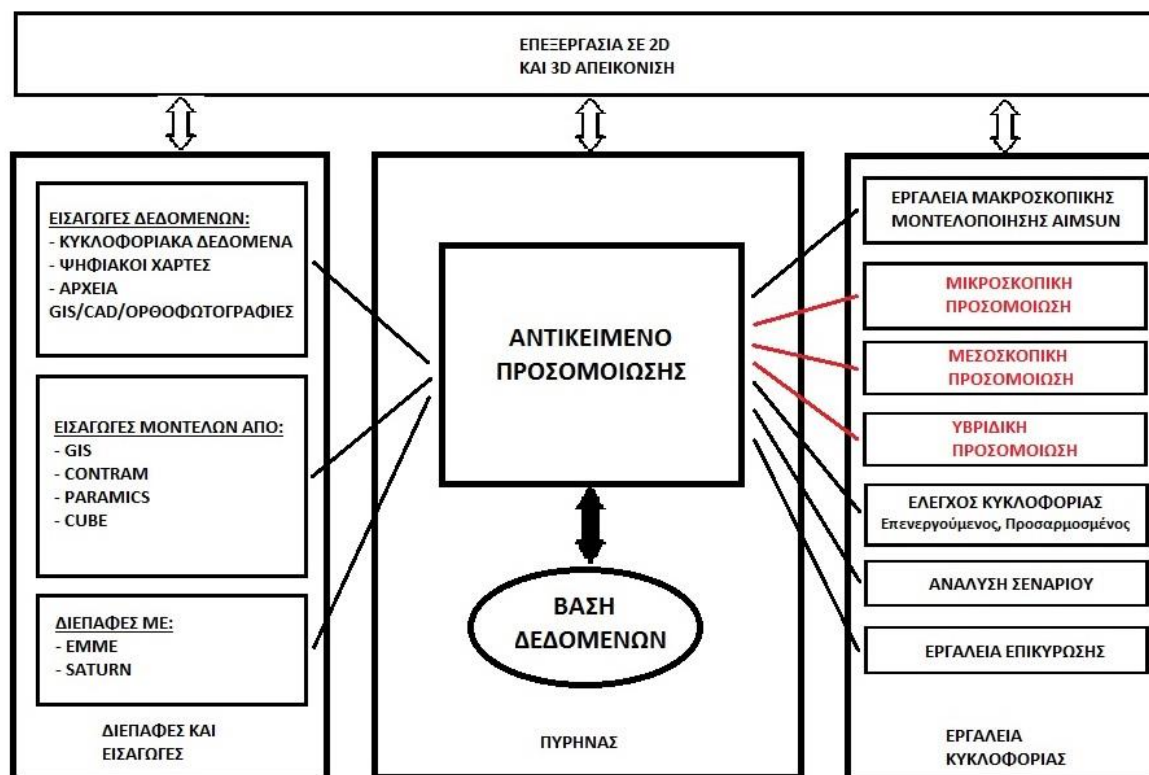 ΕΠΕΞΕΡΓΑΣΙΑ ΣΕ 2D
ΚΑΙ 3D ΑΠΕΙΚΟΝΙΣΗ
ΕΙΣΑΓΩΓΕΣ ΔΕΔΟΜΕΝΩΝ:
- ΚΥΚΛΟΦΟΡΙΑΚΑ ΔΕΔΟΜΕΝΑ
- ΨΗΦΙΑΚΟΙ ΧΑΡΤΕΣ
- ΑΡΧΕΙΑ
GIS/CAD/ΟΡΘΟΦΩΤΟΓΡΑΦΙΕΣ
ΕΙΣΑΓΩΓΕΣ ΜΟΝΤΕΛΩΝ ΑΠΟ:
- GIS
- CONTRAM
- PARAMICS
- CUBE
ΔΙΕΠΑΦΕΣ ΜΕ:
- EMME
- SATURN
ΔΙΕΠΑΦΕΣ ΚΑΙ
ΕΙΣΑΓΩΓΕΣ
ΑΝΤΙΚΕΙΜΕΝΟ
ΠΡΟΣΟΜΟΙΩΣΗΣ
ΒΑΣΗ
ΔΕΔΟΜΕΝΩΝ
ΠΥΡΗΝΑΣ
ΕΡΓΑΛΕΙΑ ΜΑΚΡΟΣΚΟΠΙΚΗΣ
ΜΟΝΤΕΛΟΠΟΙΗΣΗΣ AIMSUN
ΜΙΚΡΟΣΚΟΠΙΚΗ
ΠΡΟΣΟΜΟΙΩΣΗ
ΜΕΣΟΣΚΟΠΙΚΗ
ΠΡΟΣΟΜΟΙΩΣΗ
ΥΒΡΙΔΙΚΗ
ΠΡΟΣΟΜΟΙΩΣΗ
ΕΛΕΓΧΟΣ ΚΥΚΛΟΦΟΡΙΑΣ
Επενεργούμενος, Προσαρμοσμένος
ΑΝΑΛΥΣΗ ΣΕΝΑΡΙΟΥ
ΕΡΓΑΛΕΙΑ ΕΠΙΚΥΡΩΣΗΣ
ΕΡΓΑΛΕΙΑ
ΚΥΚΛΟΦΟΡΙΑΣ